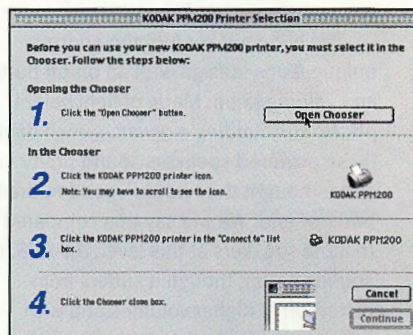 KODAK PPM200 Printer Selection
Before you can use your new KODAK PPM200 printer, you must select it in the
Chooser. Follow the steps below:
Opening the Chooser
1. Click the "Open Chooser" button.
Open Chooser
In the Chooser
2. Click the KODAK PPM200 printer icon.
Note: You may have to scroll to see the icon.
KODAK PPM200
3. Click the KODAK PPM200 printer in the "Connect to" list
box.
KODAK PPM200
4. Click the Chooser close box.
Cancel
Continue